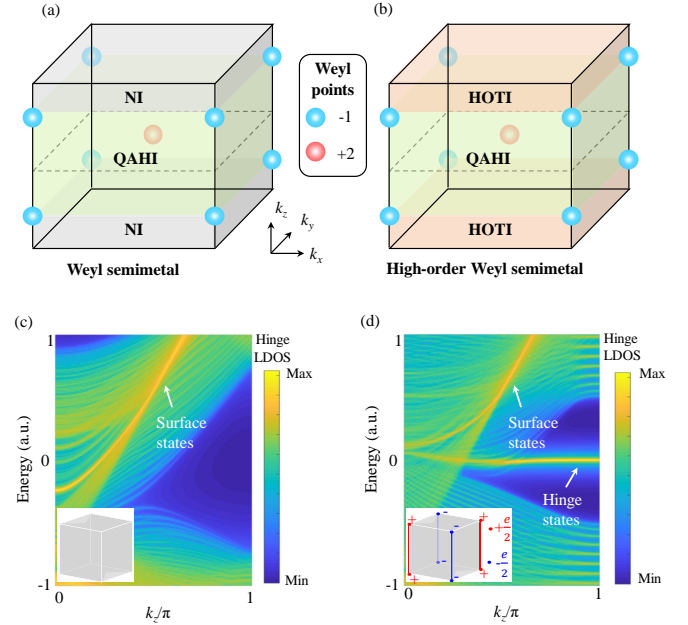 (a)
(b)
NI
QAHI
NI
Weyl semimetal
Weyl
points
-1
+2
k_z
k_y
k_x
HOTI
QAHI
HOTI
High-order Weyl semimetal
(c)
Hinge
LDOS
1
0
-1
Energy (a.u.)
Surface
states
0
k_z/π
1
Max
Min
(d)
Hinge
LDOS
1
0
-1
Energy (a.u.)
Surface
states
Hinge
states
+ - - + + - - +
+e/2
-e/2
0
k_z/π
1
Max
Min